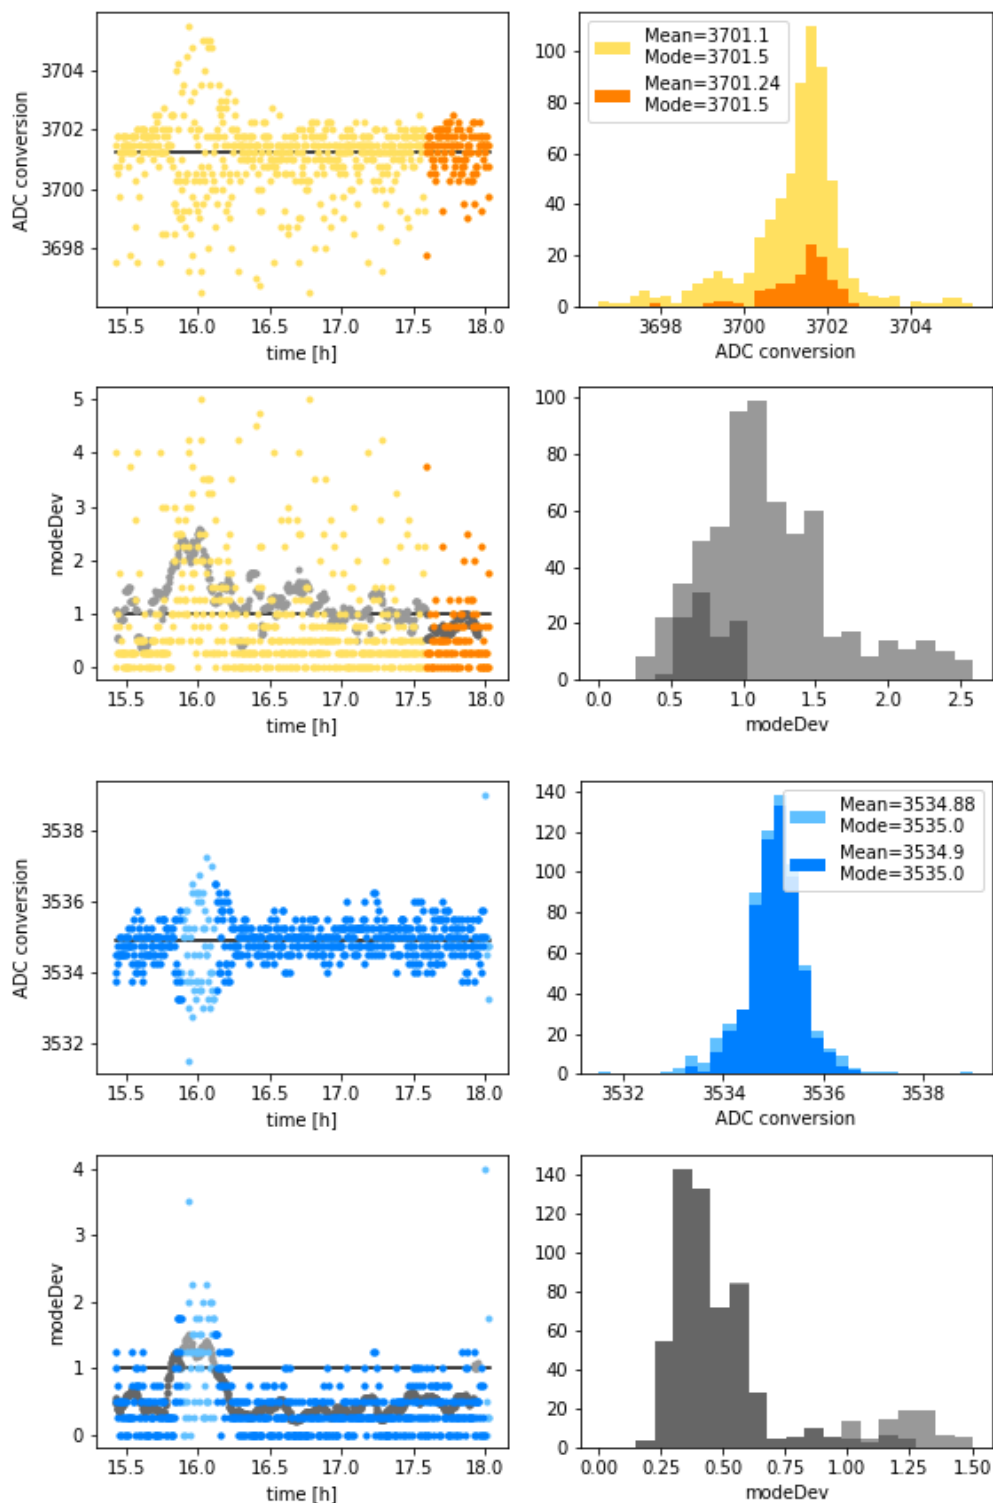 ADC conversion
3704
3702
3700
3698
15.5 16.0 16.5 17.0 17.5 18.0
time [h]
100
80
60
40
20
0
Mean=3701.1
Mode=3701.5
Mean=3701.24
Mode=3701.5
3698 3700 3702 3704
ADC conversion
modeDev
5
4
3
2
1
0
15.5 16.0 16.5 17.0 17.5 18.0
time [h]
100
80
60
40
20
0
0.0 0.5 1.0 1.5 2.0 2.5
modeDev
ADC conversion
3538
3536
3534
3532
15.5 16.0 16.5 17.0 17.5 18.0
time [h]
140
120
100
80
60
40
20
0
Mean=3534.88
Mode=3535.0
Mean=3534.9
Mode=3535.0
3532 3534 3536 3538
ADC conversion
modeDev
4
3
2
1
0
15.5 16.0 16.5 17.0 17.5 18.0
time [h]
140
120
100
80
60
40
20
0
0.00 0.25 0.50 0.75 1.00 1.25 1.50
modeDev